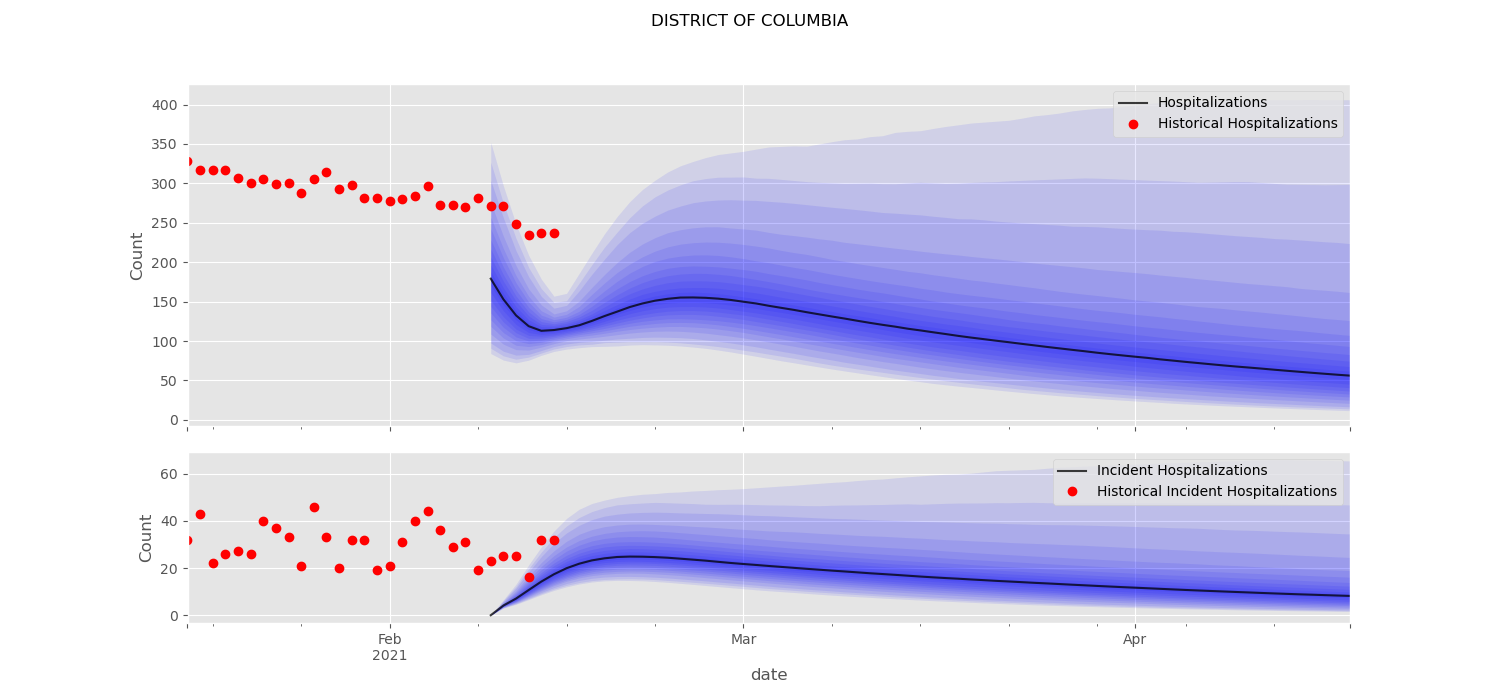 DISTRICT OF COLUMBIA
Hospitalizations
Historical Hospitalizations
400
350
300
250
200
150
100
50
0
Count
Incident Hospitalizations
Historical Incident Hospitalizations
60
40
20
0
Count
Feb
2021
Mar
Apr
date